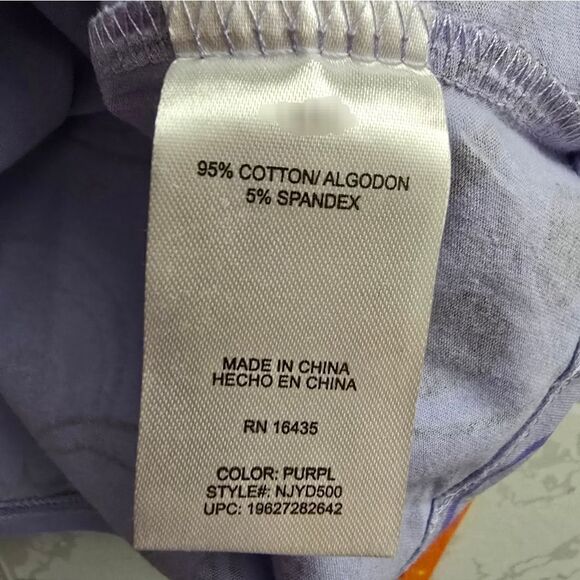 95% COTTON/ ALGODON
5% SPANDEX
MADE IN CHINA
HECHO EN CHINA
RN 16435
COLOR: PURPL
STYLE#: NJYD500
UPC: 19627282642